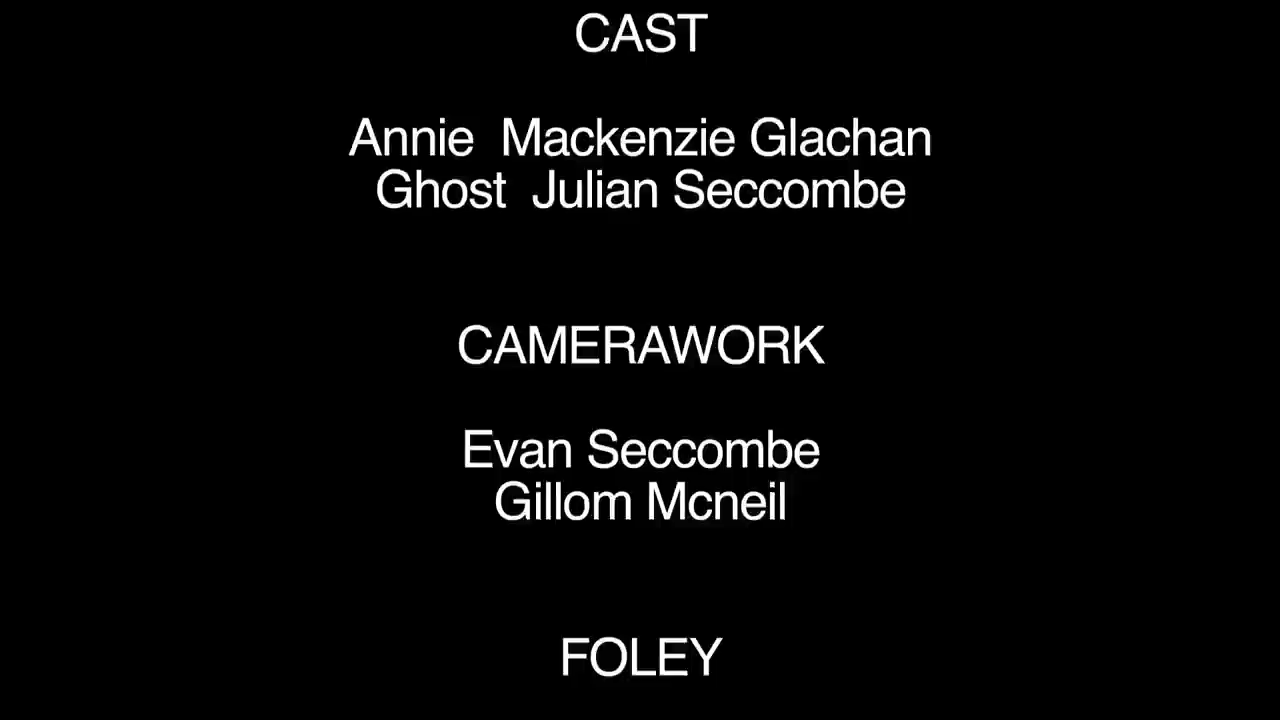 CAST
Annie  Mackenzie Glachan
Ghost  Julian Seccombe
CAMERAWORK
Evan Seccombe
Gillom Mcneil
FOLEY